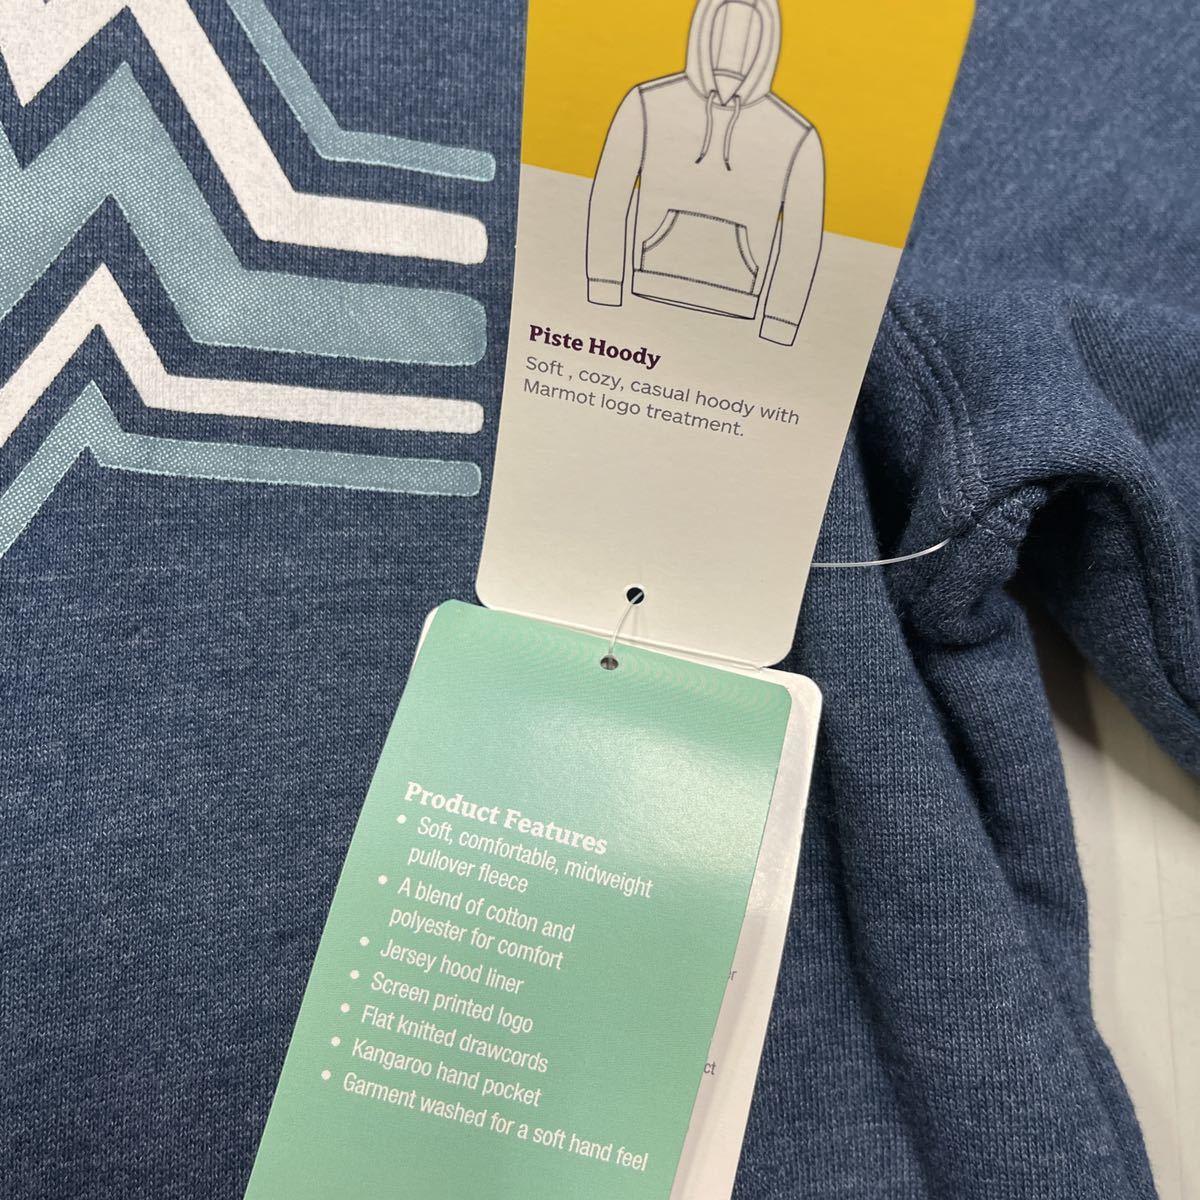 Piste Hoody
Soft , cozy, casual hoody with
Marmot logo treatment.
Product Features
• Soft, comfortable, midweight
pullover fleece
• A blend of cotton and
polyester for comfort
• Jersey hood liner
• Screen printed logo
• Flat knitted drawcords
• Kangaroo hand pocket
• Garment washed for a soft hand feel